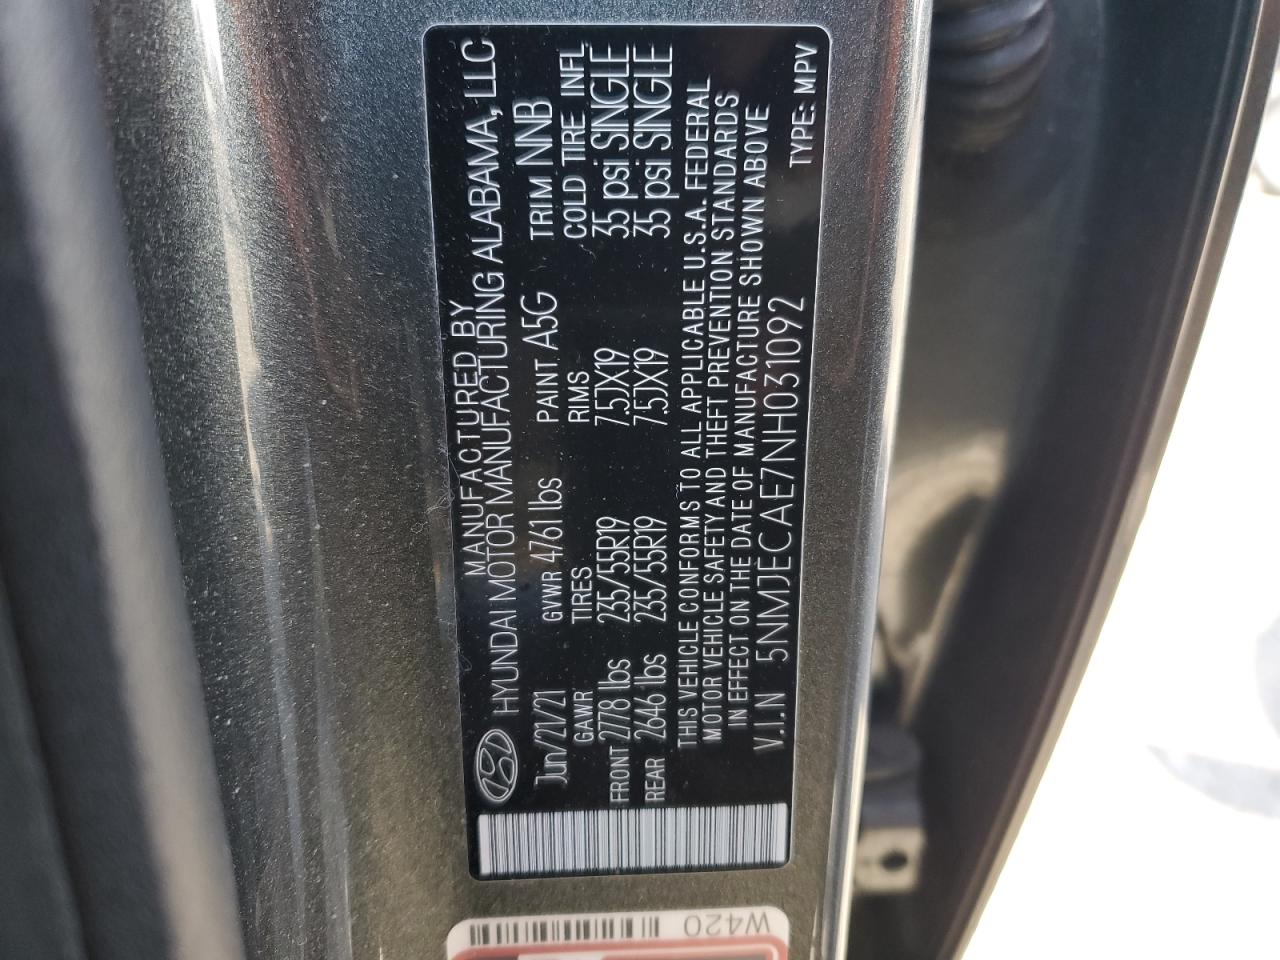 MANUFACTURED BY
HYUNDAI MOTOR MANUFACTURING ALABAMA, LLC
Jun/21/21 GVWR 4761 lbs PAINT A5G TRIM NNB
GAWR TIRES RIMS COLD TIRE INFL
FRONT 2778 lbs 235/55R19 7.5JX19 35 psi SINGLE
REAR 2646 lbs 235/55R19 7.5JX19 35 psi SINGLE
THIS VEHICLE CONFORMS TO ALL APPLICABLE U.S.A. FEDERAL
MOTOR VEHICLE SAFETY AND THEFT PREVENTION STANDARDS
IN EFFECT ON THE DATE OF MANUFACTURE SHOWN ABOVE
V.I.N 5NMJECAE7NH031092 TYPE: MPV
W420